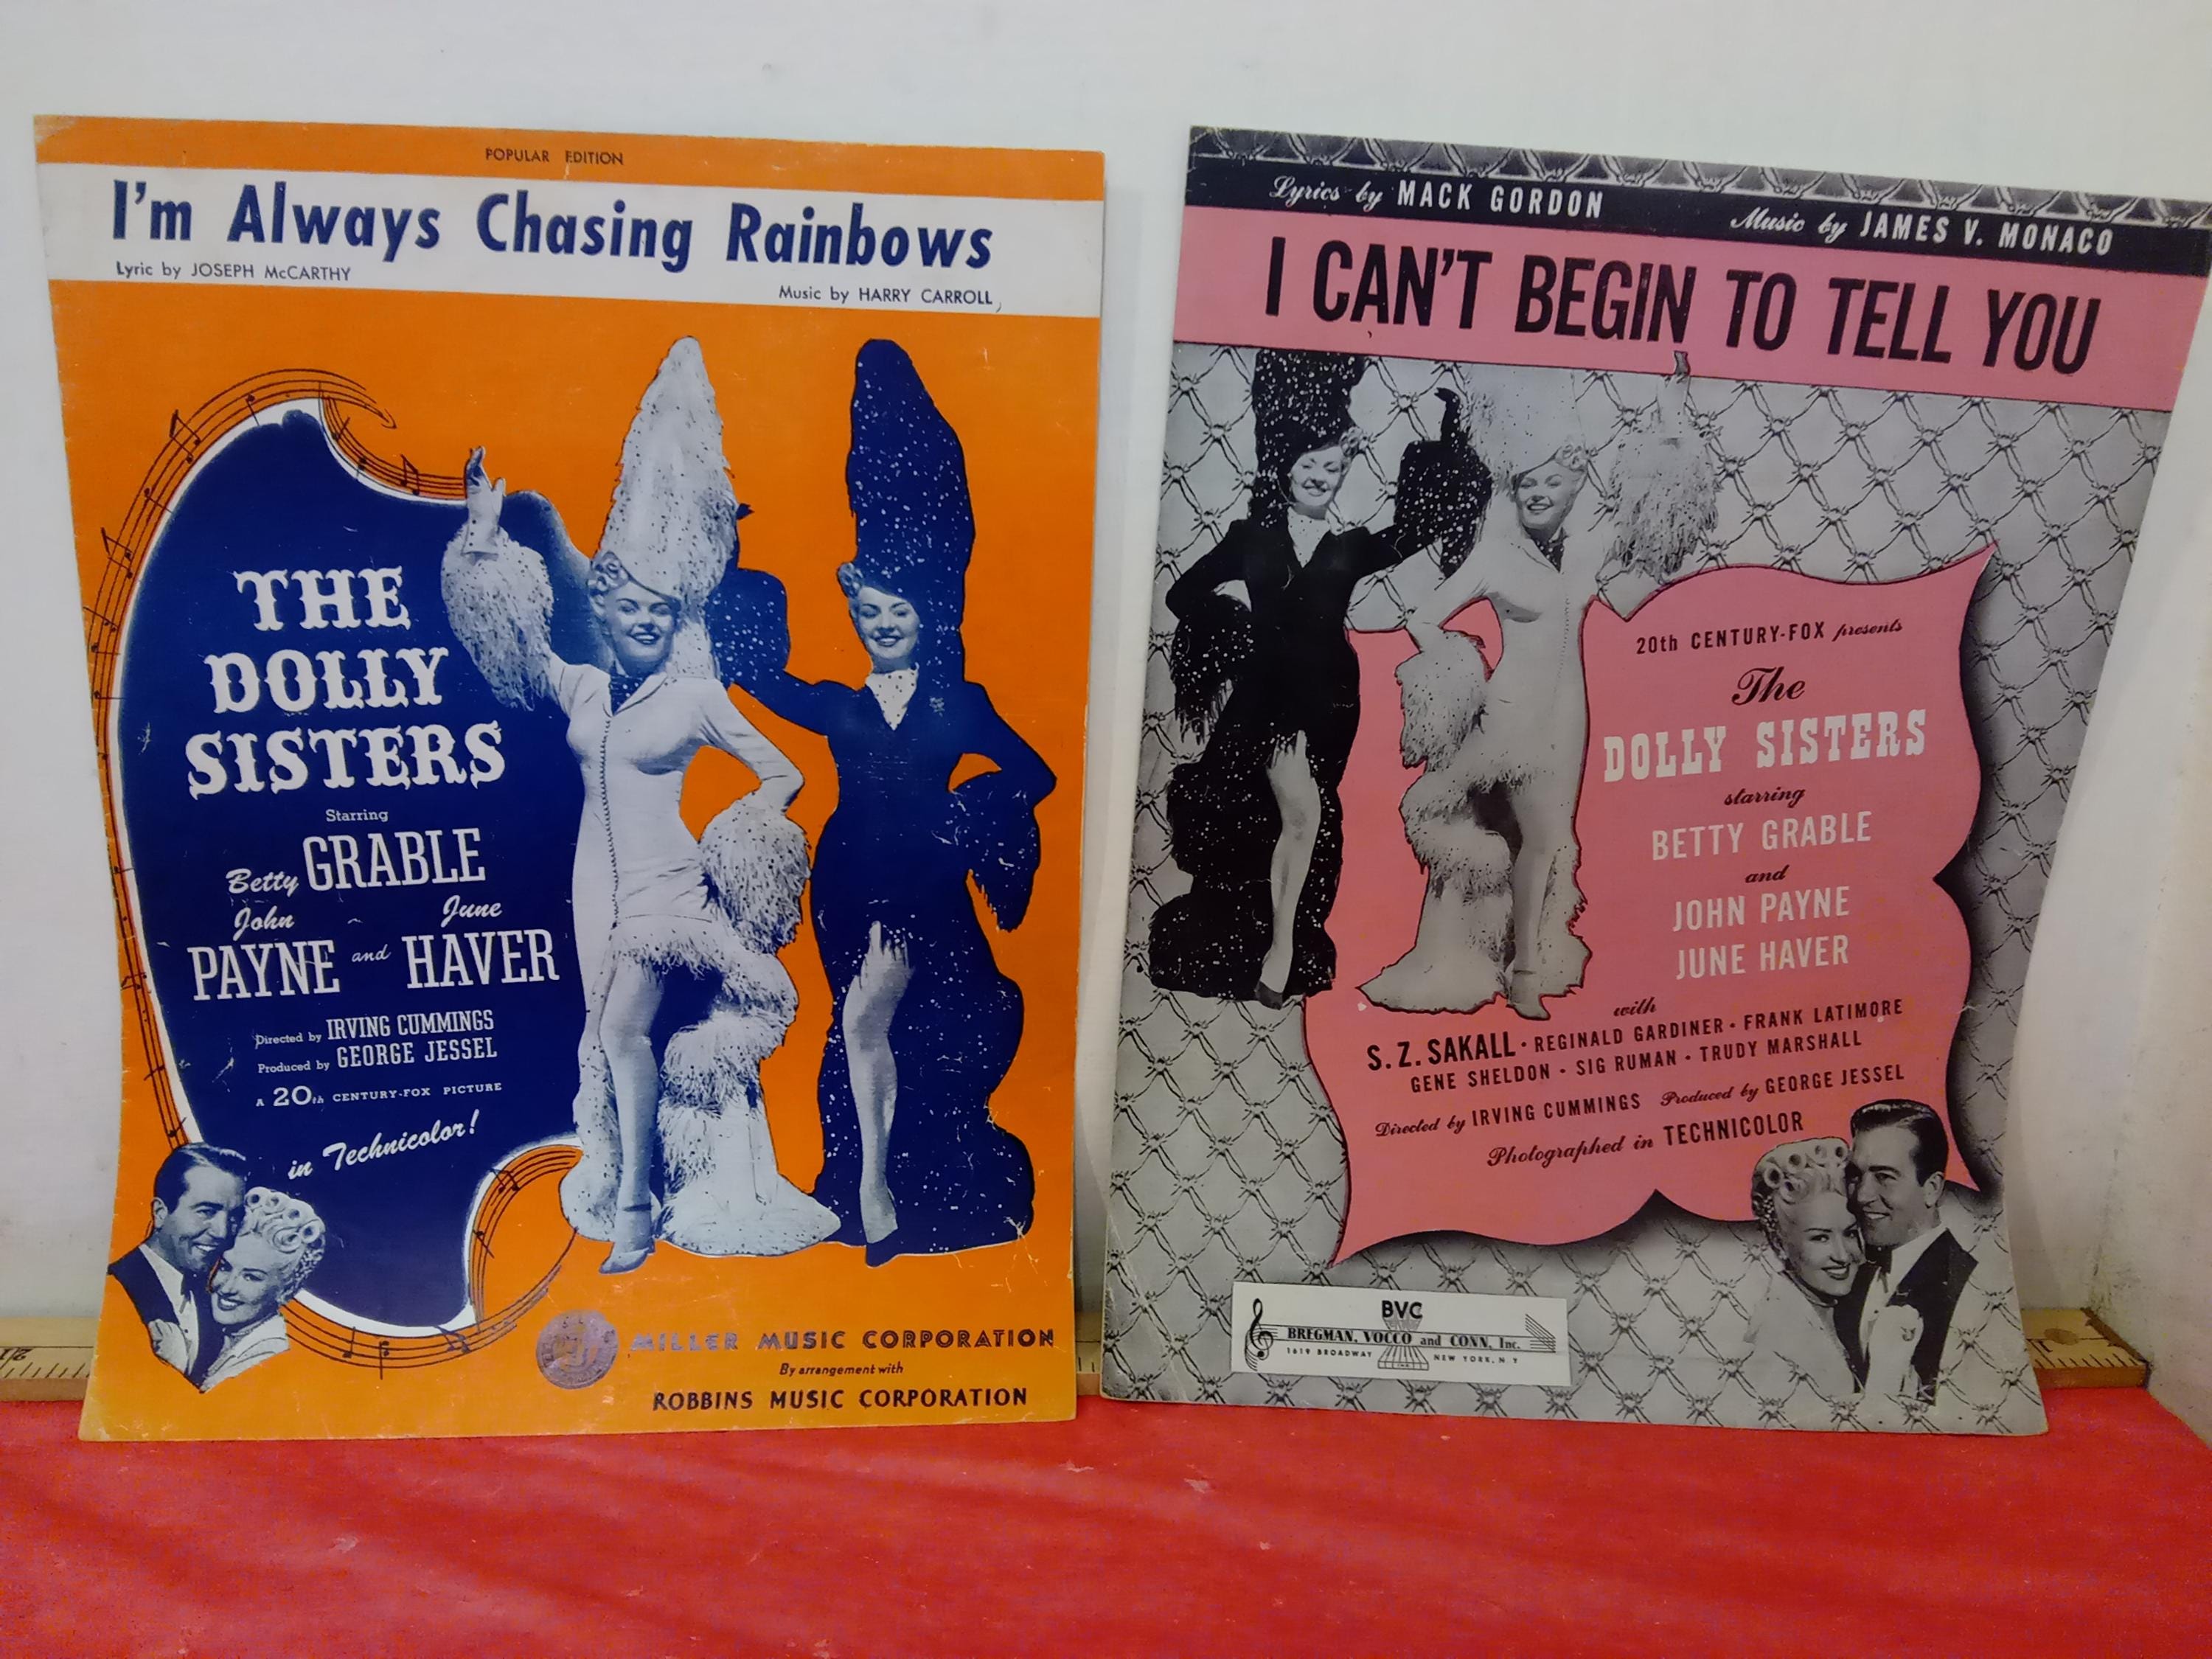 POPULAR EDITION
I'm Always Chasing Rainbows
Lyric by JOSEPH McCARTHY
Music by HARRY CARROLL
THE
DOLLY
SISTERS
Starring
Betty GRABLE
John June
PAYNE and HAVER
Directed by IRVING CUMMINGS
Produced by GEORGE JESSEL
A 20th CENTURY-FOX PICTURE
in Technicolor!
MILLER MUSIC CORPORATION
By arrangement with
ROBBINS MUSIC CORPORATION
Lyrics by MACK GORDON
Music by JAMES V. MONACO
I CAN'T BEGIN TO TELL YOU
20th CENTURY-FOX presents
The
DOLLY SISTERS
starring
BETTY GRABLE
and
JOHN PAYNE
JUNE HAVER
with
S. Z. SAKALL · REGINALD GARDINER · FRANK LATIMORE
GENE SHELDON · SIG RUMAN · TRUDY MARSHALL
Directed by IRVING CUMMINGS Produced by GEORGE JESSEL
Photographed in TECHNICOLOR
BVC
BREGMAN, VOCCO and CONN, Inc.
1619 BROADWAY NEW YORK, N.Y.